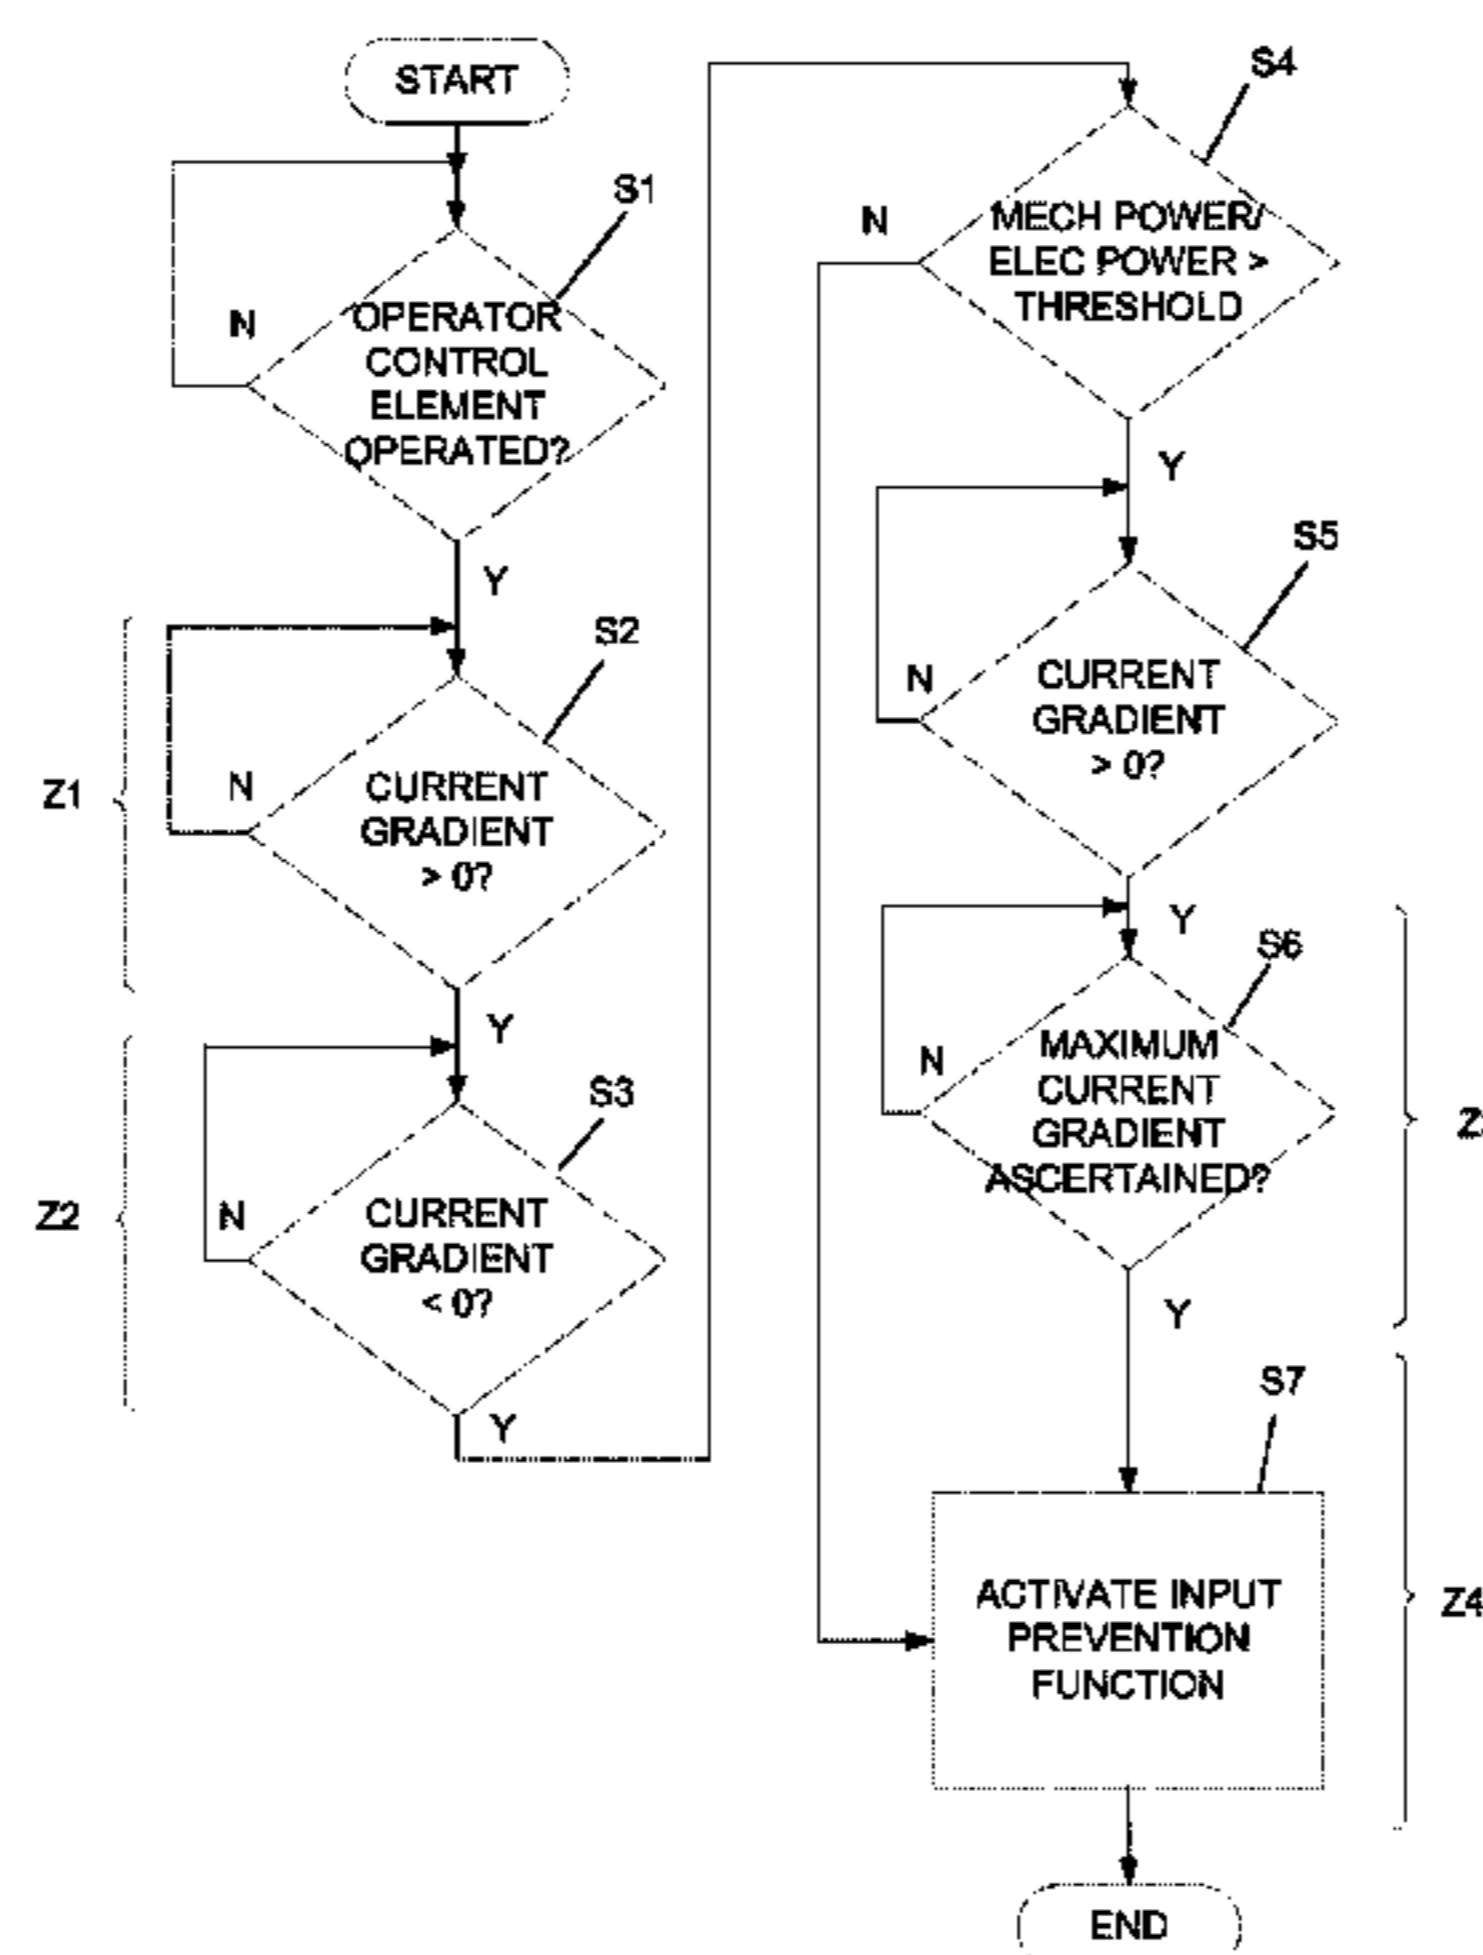 START
S1
N
OPERATOR
CONTROL
ELEMENT
OPERATED?
Y
Z1
S2
N
CURRENT
GRADIENT
> 0?
Y
Z2
S3
N
CURRENT
GRADIENT
< 0?
Y
S4
N
MECH POWER/
ELEC POWER >
THRESHOLD
Y
S5
N
CURRENT
GRADIENT
> 0?
Y
S6
N
MAXIMUM
CURRENT
GRADIENT
ASCERTAINED?
Y
S7
ACTIVATE INPUT
PREVENTION
FUNCTION
Z4
END